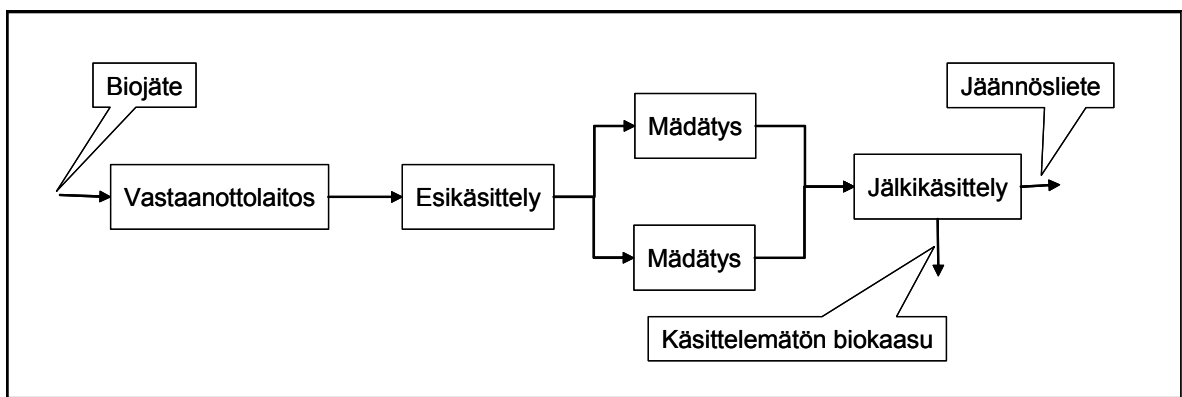 Biojäte
Jäännösliete
Mädätys
Vastaanottolaitos
Esikäsittely
Jälkikäsittely
Mädätys
Käsittelemätön biokaasu